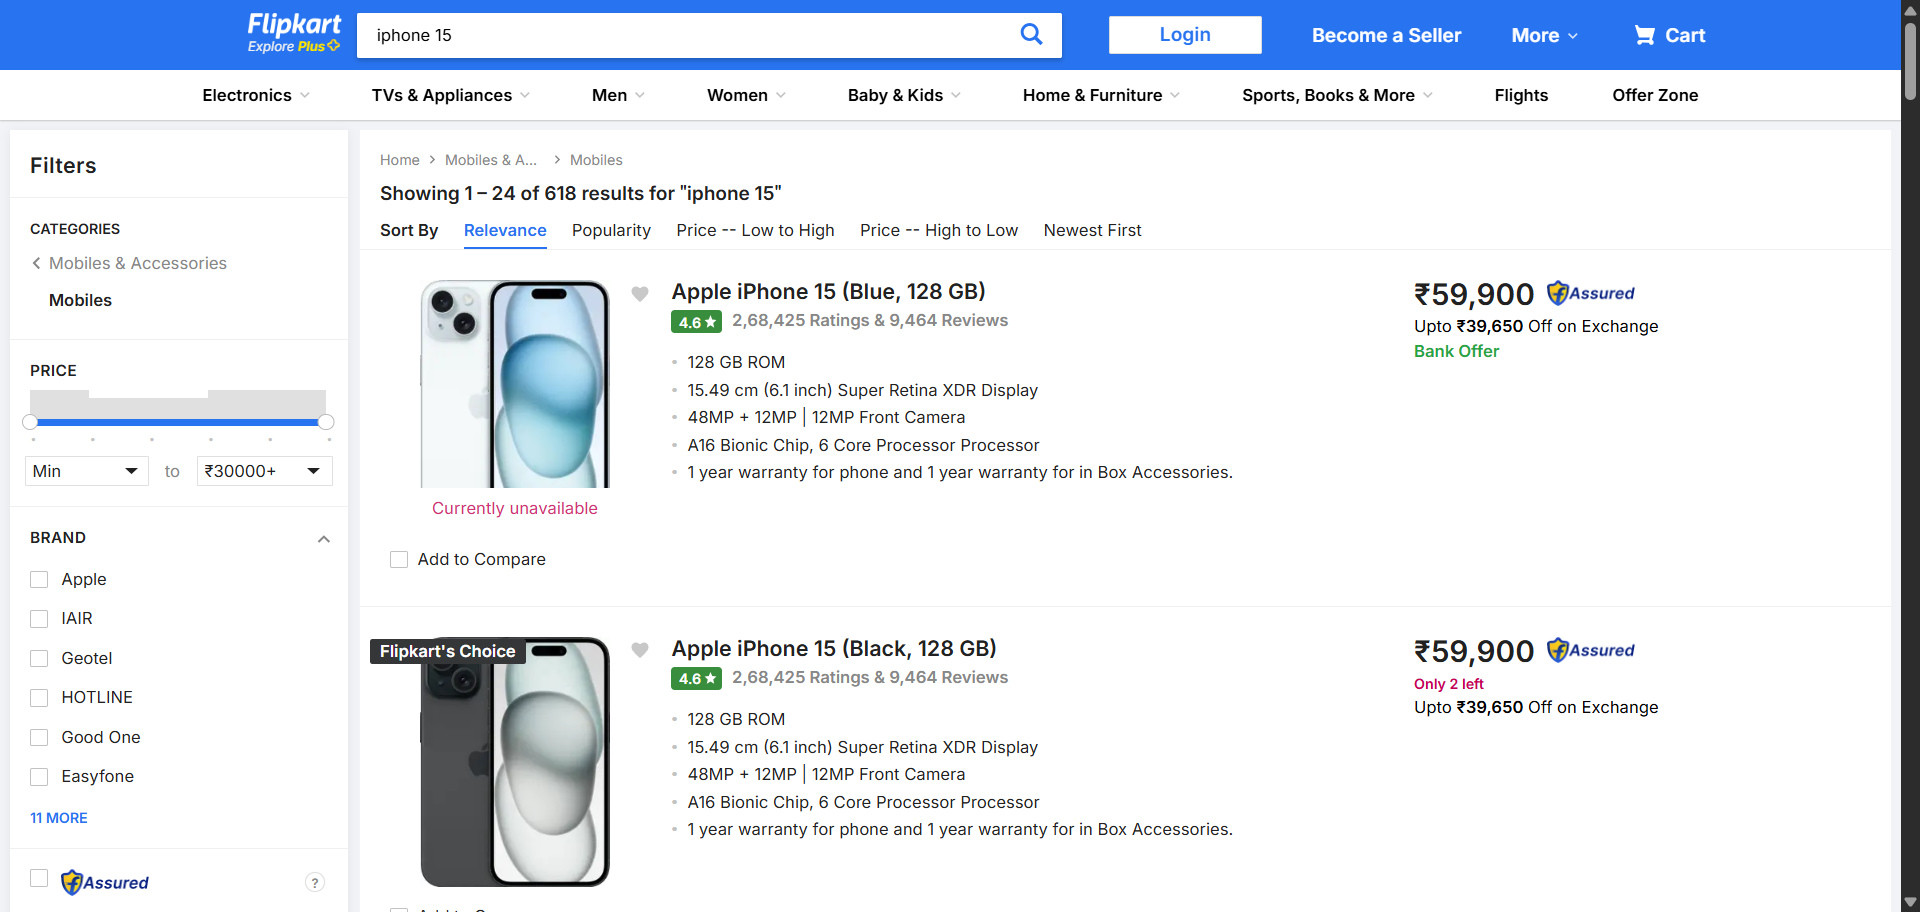 Flipkart
Explore Plus
iphone 15
Login
Become a Seller
More
Cart
Electronics
TVs & Appliances
Men
Women
Baby & Kids
Home & Furniture
Sports, Books & More
Flights
Offer Zone
Filters
CATEGORIES
Mobiles & Accessories
Mobiles
PRICE
Min
to
₹30000+
BRAND
Apple
IAIR
Geotel
HOTLINE
Good One
Easyfone
11 MORE
Assured
?
Home
Mobiles & A...
Mobiles
Showing 1 – 24 of 618 results for "iphone 15"
Sort By
Relevance
Popularity
Price -- Low to High
Price -- High to Low
Newest First
Currently unavailable
Add to Compare
Apple iPhone 15 (Blue, 128 GB)
4.6★ 2,68,425 Ratings & 9,464 Reviews
128 GB ROM
15.49 cm (6.1 inch) Super Retina XDR Display
48MP + 12MP | 12MP Front Camera
A16 Bionic Chip, 6 Core Processor Processor
1 year warranty for phone and 1 year warranty for in Box Accessories.
₹59,900 Assured
Upto ₹39,650 Off on Exchange
Bank Offer
Flipkart's Choice
Apple iPhone 15 (Black, 128 GB)
4.6★ 2,68,425 Ratings & 9,464 Reviews
128 GB ROM
15.49 cm (6.1 inch) Super Retina XDR Display
48MP + 12MP | 12MP Front Camera
A16 Bionic Chip, 6 Core Processor Processor
1 year warranty for phone and 1 year warranty for in Box Accessories.
₹59,900 Assured
Only 2 left
Upto ₹39,650 Off on Exchange